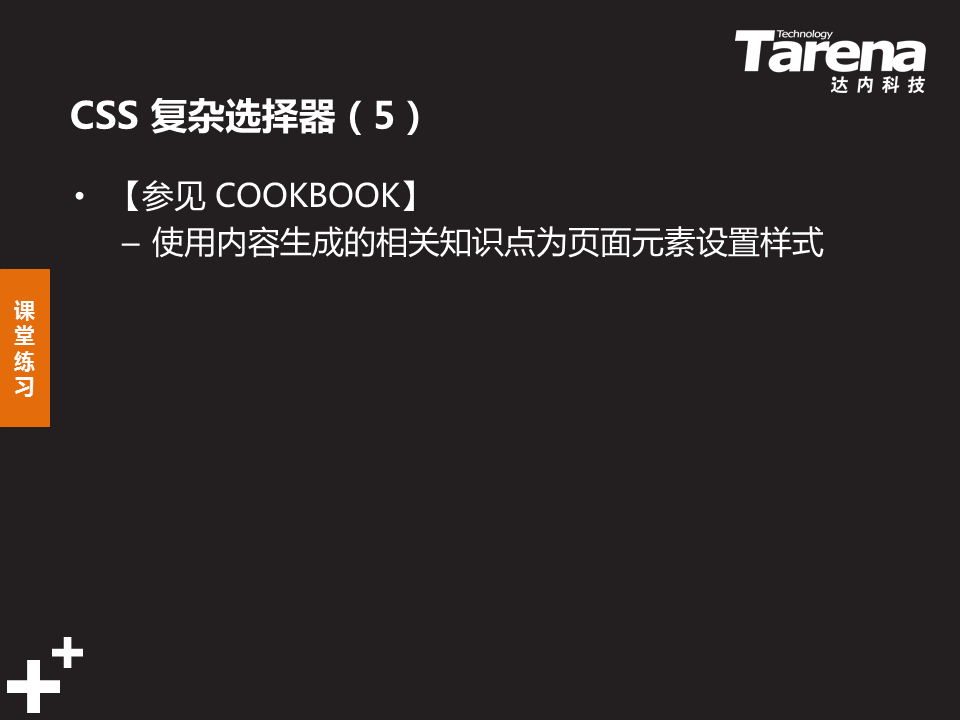 Technology
Tarena
达内科技
CSS 复杂选择器（5）
• 【参见 COOKBOOK】
– 使用内容生成的相关知识点为页面元素设置样式
课
堂
练
习